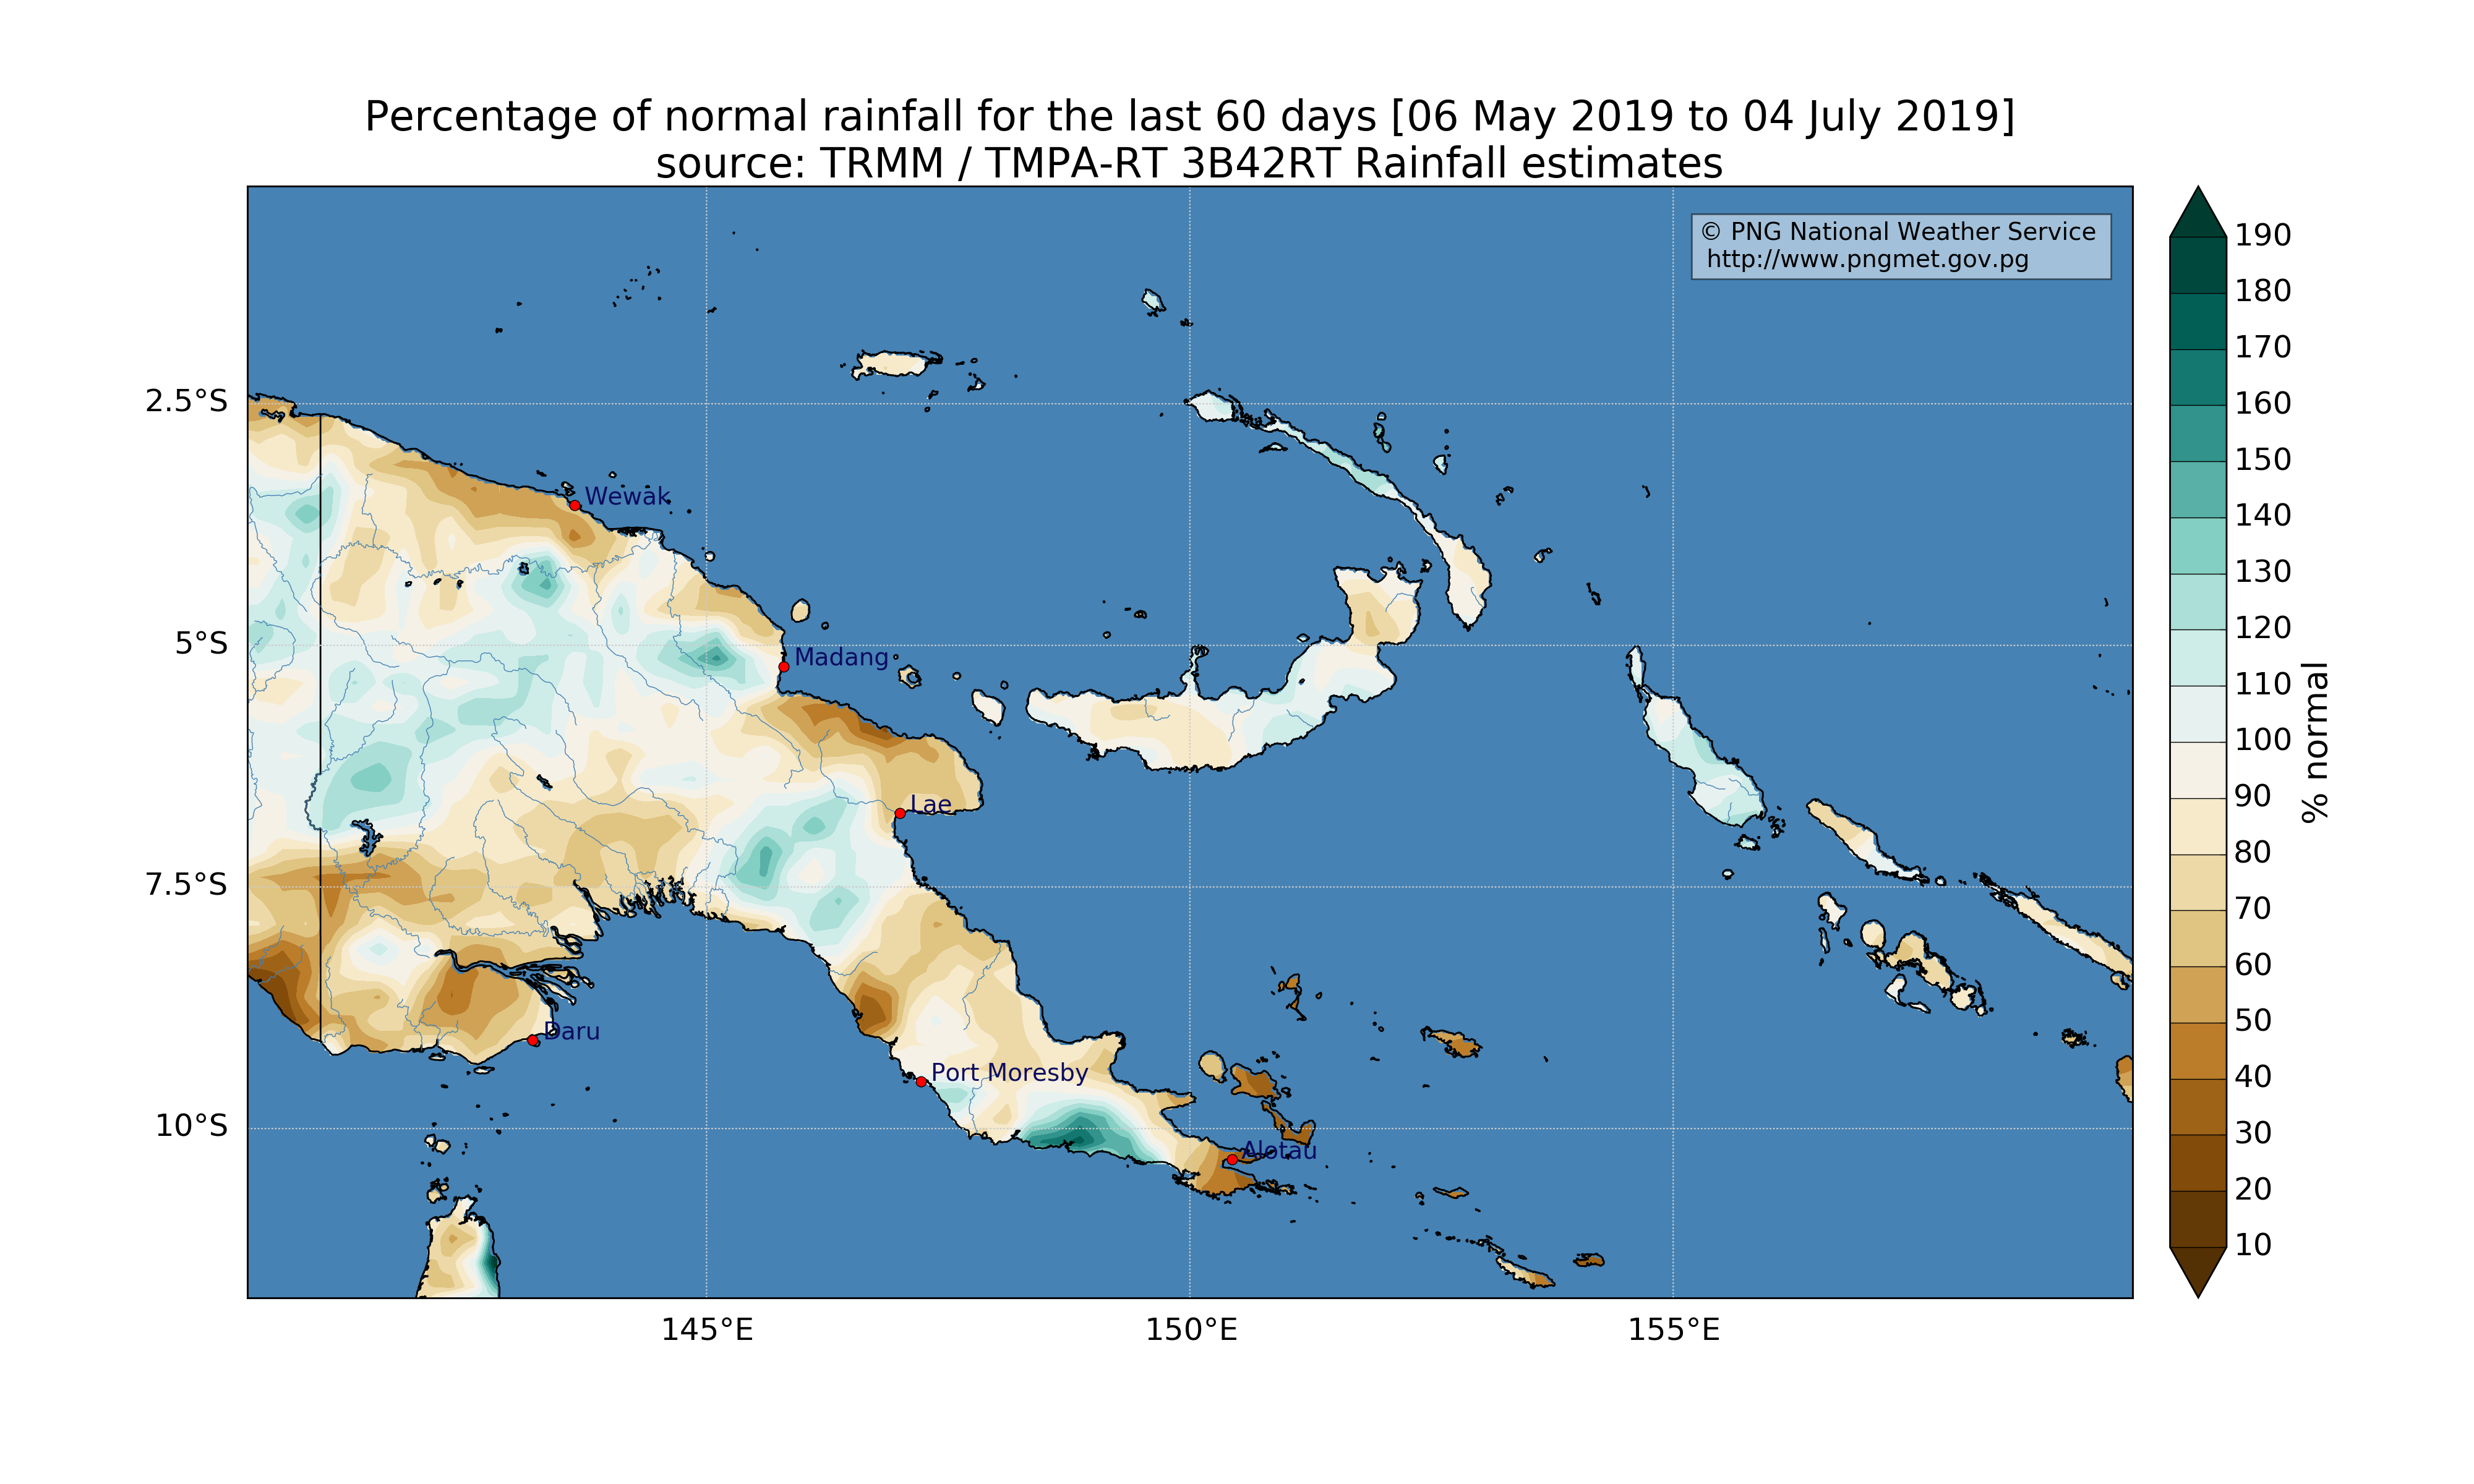 Percentage of normal rainfall for the last 60 days [06 May 2019 to 04 July 2019]
source: TRMM / TMPA-RT 3B42RT Rainfall estimates
© PNG National Weather Service
http://www.pngmet.gov.pg
190
180
170
160
150
140
130
120
110
100
90
80
70
60
50
40
30
20
10
% normal
2.5°S
5°S
7.5°S
10°S
Wewak
Madang
Lae
Daru
Port Moresby
Alotau
145°E
150°E
155°E